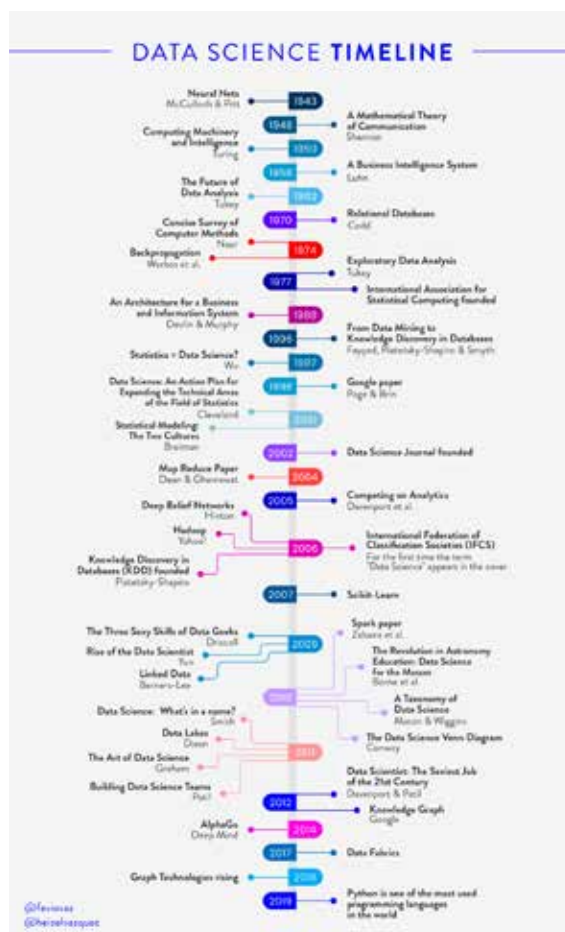 DATA SCIENCE TIMELINE
Neural Nets
McCulloch & Pitt
1943
1948
A Mathematical Theory
of Communication
Shannon
Computing Machinery
and Intelligence
Turing
1950
1958
A Business Intelligence System
Luhn
The Future of
Data Analysis
Tukey
1962
1970
Relational Databases
Codd
Concise Survey of
Computer Methods
Naur
1974
Backpropagation
Werbos et al.
Exploratory Data Analysis
Tukey
1977
International Association for
Statistical Computing founded
An Architecture for a Business
and Information System
Devlin & Murphy
1988
1996
From Data Mining to
Knowledge Discovery in Databases
Fayyad, Piatetsky-Shapiro & Smyth
Statistics = Data Science?
Wu
1997
1998
Google paper
Page & Brin
Data Science: An Action Plan for
Expanding the Technical Areas
of the Field of Statistics
Cleveland
2001
Statistical Modeling:
The Two Cultures
Breiman
2002
Data Science Journal founded
Map Reduce Paper
Dean & Ghemawat
2004
2005
Competing on Analytics
Davenport et al.
Deep Belief Networks
Hinton
Hadoop
Yahoo!
2006
International Federation of
Classification Societies (IFCS)
For the first time the term
"Data Science" appears in the cover
Knowledge Discovery in
Databases (KDD) founded
Piatetsky-Shapiro
2007
Scikit-Learn
The Three Sexy Skills of Data Geeks
Driscoll
2009
Rise of the Data Scientist
Yau
Linked Data
Berners-Lee
Spark paper
Zaharia et al.
The Revolution in Astronomy
Education: Data Science
for the Masses
Borne et al.
2010
A Taxonomy of
Data Science
Mason & Wiggins
The Data Science Venn Diagram
Conway
Data Science: What's in a name?
Smith
Data Lakes
Dixon
2011
The Art of Data Science
Graham
Building Data Science Teams
Patil
Data Scientist: The Sexiest Job
of the 21st Century
Davenport & Patil
2012
Knowledge Graph
Google
AlphaGo
Deep Mind
2017
Data Fabrics
Graph Technologies rising
2018
2019
Python is one of the most used
programming languages
in the world
@faviovaz
@heizelvazquez